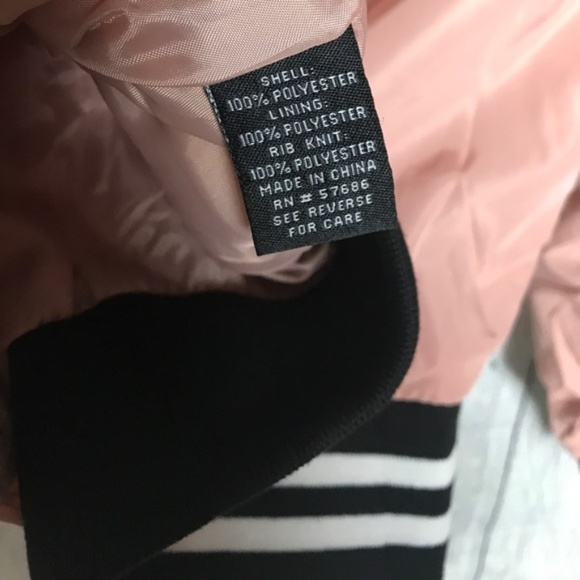 SHELL:
100% POLYESTER
LINING:
100% POLYESTER
RIB KNIT:
100% POLYESTER
MADE IN CHINA
RN # 57686
SEE REVERSE
FOR CARE